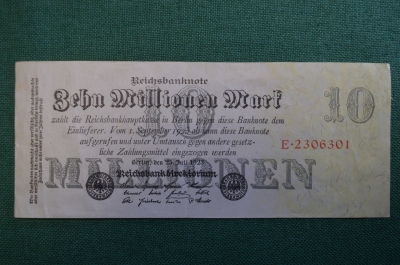 Reichsbanknote
Zehn Millionen Mark
10
zahlt die Reichsbankhauptkasse in Berlin gegen diese Banknote dem
Einlieferer. Vom 1. September 1923 ab kann diese Banknote
aufgerufen und unter Umtausch gegen andere gesetz-
liche Zahlungsmittel eingezogen werden
Berlin, den 25. Juli 1923
Reichsbankdirektorium
10
E·2306301
MILLIONEN